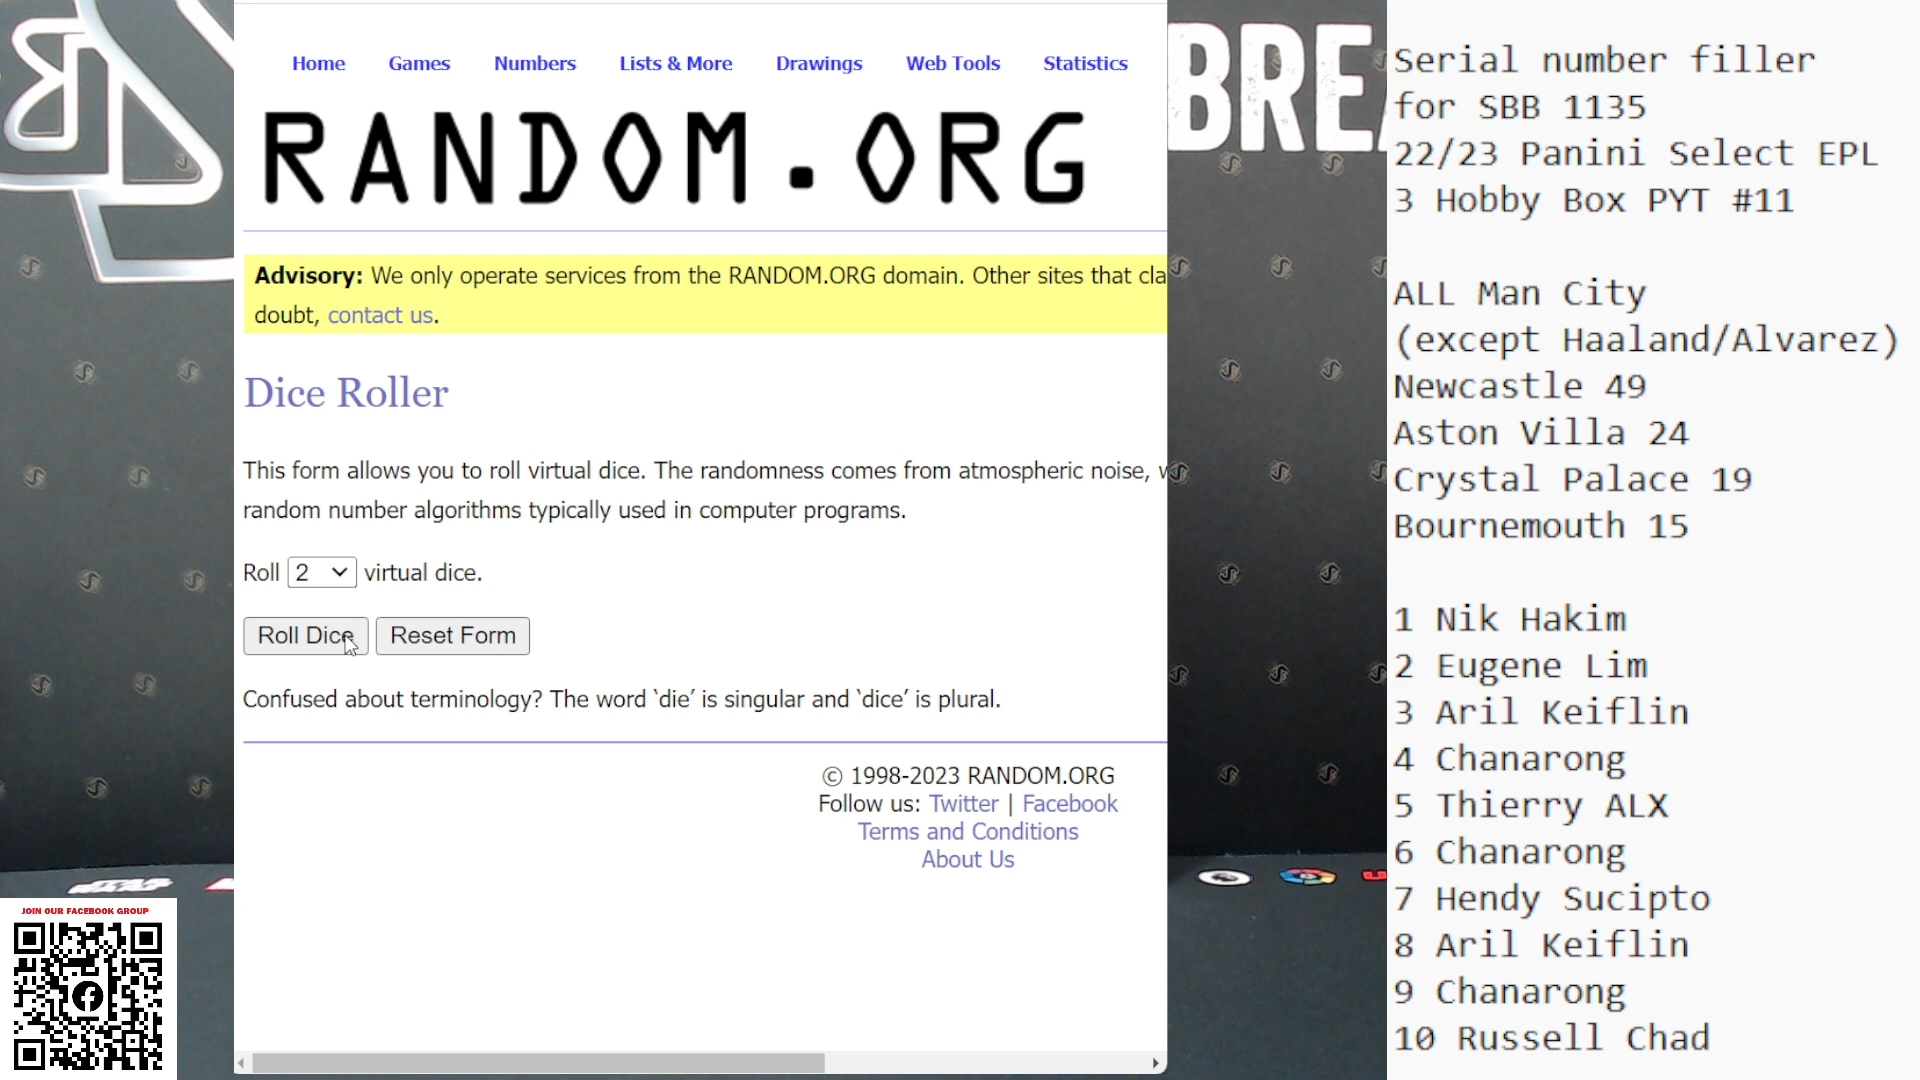 Home Games Numbers Lists & More Drawings Web Tools Statistics
RANDOM.ORG
Advisory: We only operate services from the RANDOM.ORG domain. Other sites that cla
doubt, contact us.
Dice Roller
This form allows you to roll virtual dice. The randomness comes from atmospheric noise,
random number algorithms typically used in computer programs.
Roll 2 virtual dice.
Roll Dice Reset Form
Confused about terminology? The word ‘die’ is singular and ‘dice’ is plural.
© 1998-2023 RANDOM.ORG
Follow us: Twitter | Facebook
Terms and Conditions
About Us
BREA
Serial number filler
for SBB 1135
22/23 Panini Select EPL
3 Hobby Box PYT #11
ALL Man City
(except Haaland/Alvarez)
Newcastle 49
Aston Villa 24
Crystal Palace 19
Bournemouth 15
1 Nik Hakim
2 Eugene Lim
3 Aril Keiflin
4 Chanarong
5 Thierry ALX
6 Chanarong
7 Hendy Sucipto
8 Aril Keiflin
9 Chanarong
10 Russell Chad
STAR WARS
JOIN OUR FACEBOOK GROUP